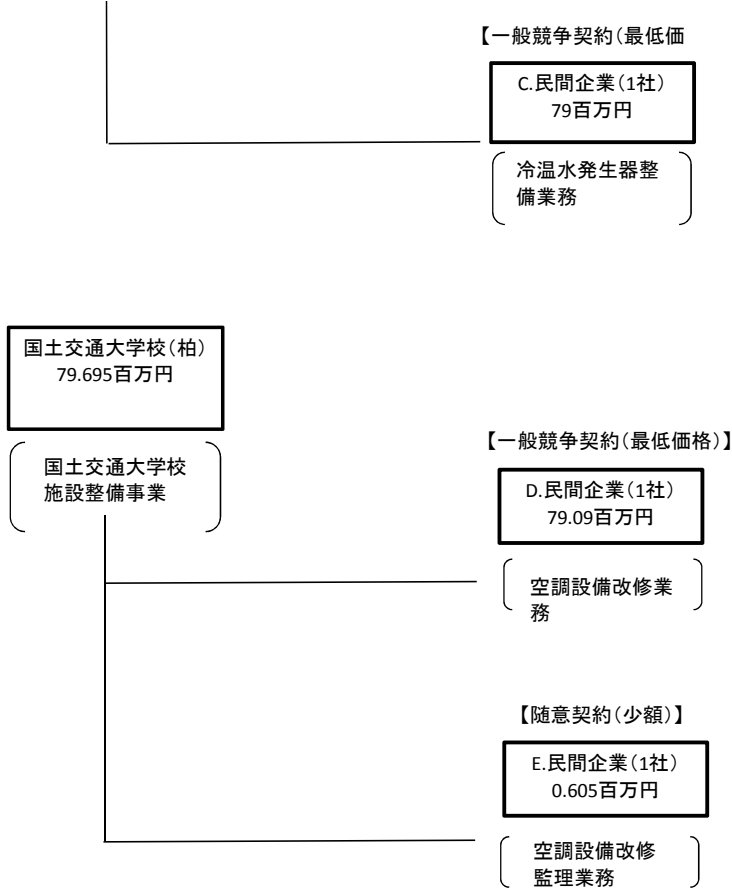 【一般競争契約（最低価
C.民間企業（1社）
79百万円
冷温水発生器整
備業務
国土交通大学校（柏）
79.695百万円
国土交通大学校
施設整備事業
【一般競争契約（最低価格）】
D.民間企業（1社）
79.09百万円
空調設備改修業
務
【随意契約（少額）】
E.民間企業（1社）
0.605百万円
空調設備改修
監理業務